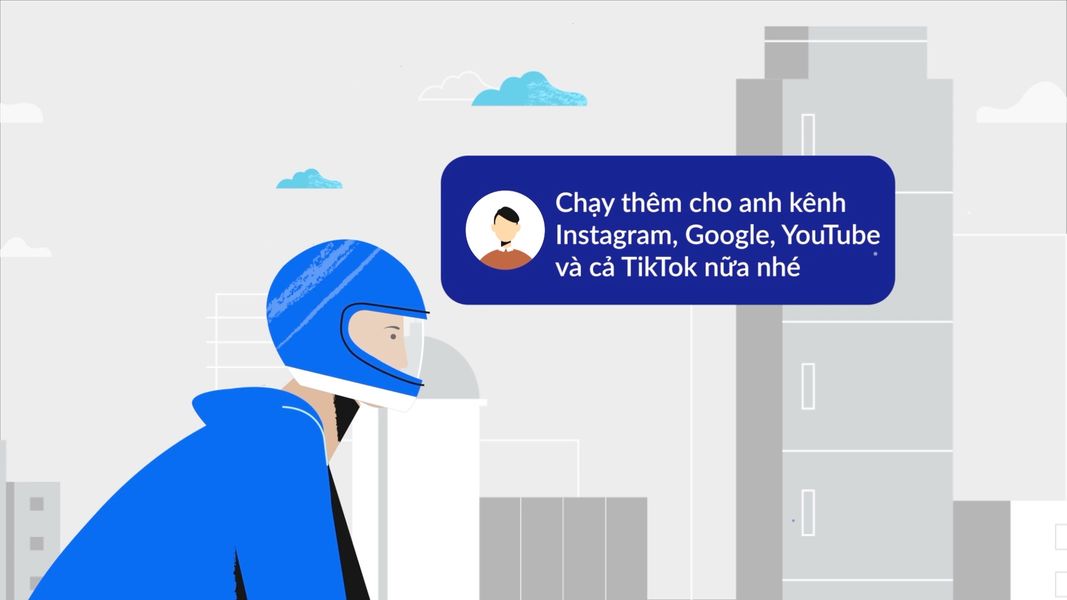 Chạy thêm cho anh kênh
Instagram, Google, YouTube
và cả TikTok nữa nhé